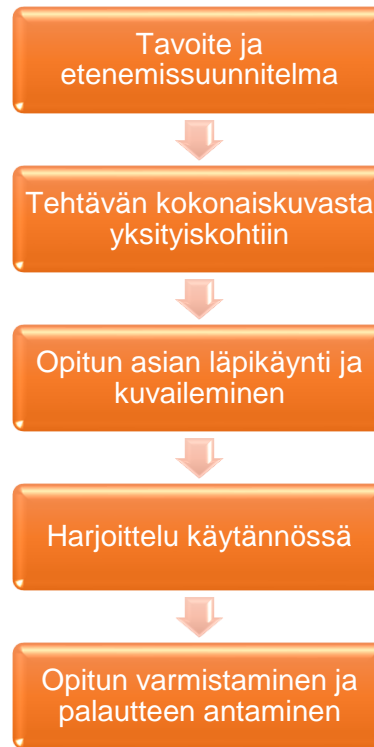 Tavoite ja
etenemissuunnitelma
Tehtävän kokonaiskuvasta
yksityiskohtiin
Opitun asian läpikäynti ja
kuvaileminen
Harjoittelu käytännössä
Opitun varmistaminen ja
palautteen antaminen